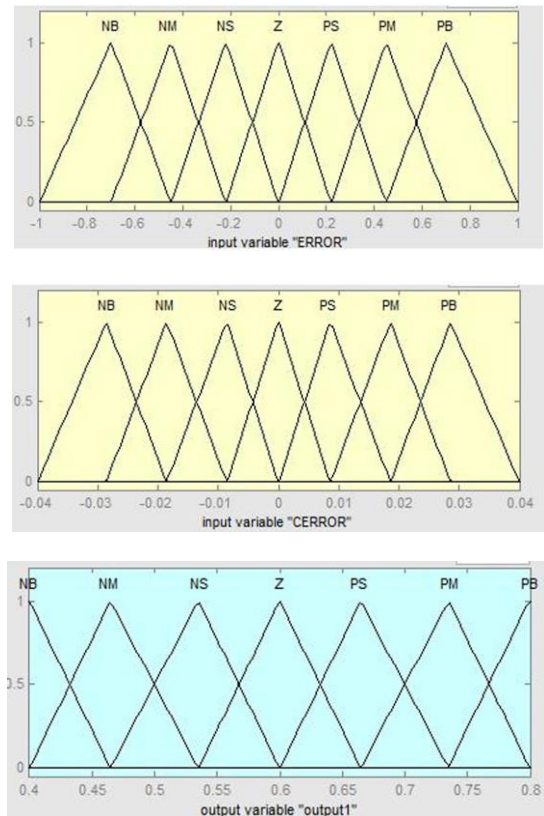 NB NM NS Z PS PM PB
1
0.5
0
-1 -0.8 -0.6 -0.4 -0.2 0 0.2 0.4 0.6 0.8 1
input variable "ERROR"
NB NM NS Z PS PM PB
1
0.5
0
-0.04 -0.03 -0.02 -0.01 0 0.01 0.02 0.03 0.04
input variable "CERROR"
NB NM NS Z PS PM PB
1
0.5
0
0.4 0.45 0.5 0.55 0.6 0.65 0.7 0.75 0.8
output variable "output1"